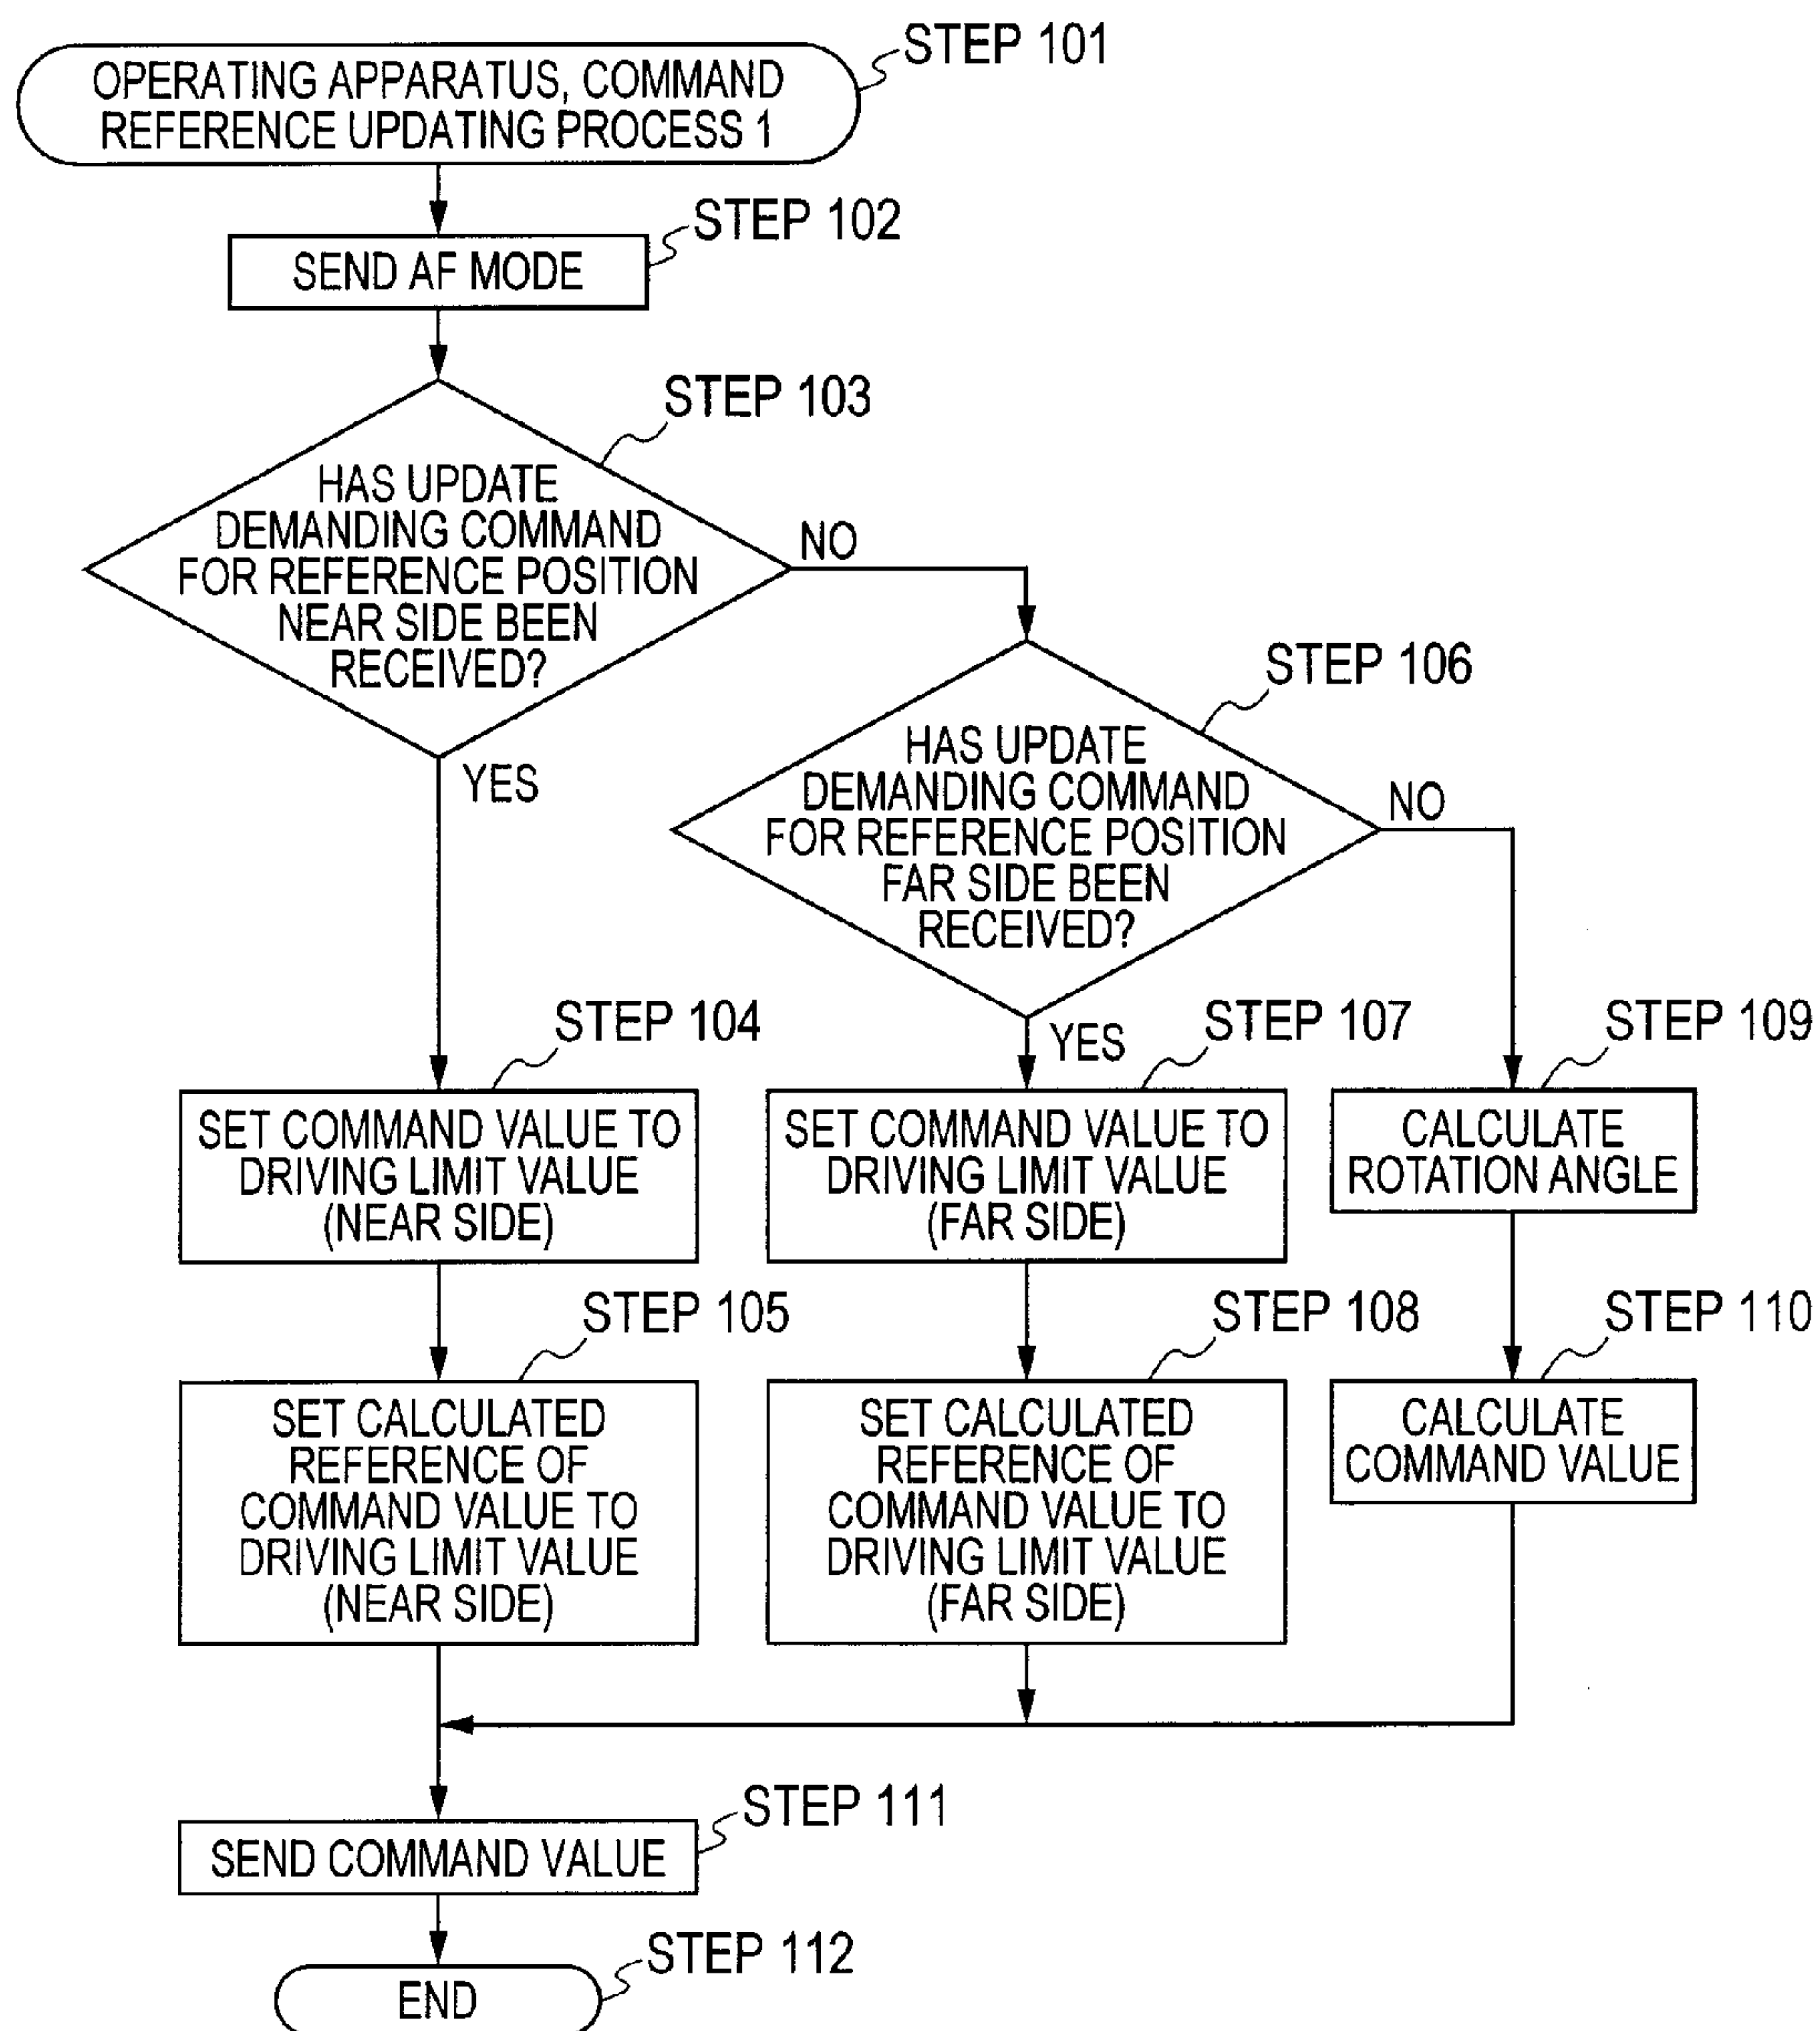 STEP 101
OPERATING APPARATUS, COMMAND
REFERENCE UPDATING PROCESS 1
STEP 102
SEND AF MODE
STEP 103
HAS UPDATE
DEMANDING COMMAND
FOR REFERENCE POSITION
NEAR SIDE BEEN
RECEIVED?
NO
YES
STEP 106
HAS UPDATE
DEMANDING COMMAND
FOR REFERENCE POSITION
FAR SIDE BEEN
RECEIVED?
NO
YES
STEP 104
SET COMMAND VALUE TO
DRIVING LIMIT VALUE
(NEAR SIDE)
STEP 107
SET COMMAND VALUE TO
DRIVING LIMIT VALUE
(FAR SIDE)
STEP 109
CALCULATE
ROTATION ANGLE
STEP 105
SET CALCULATED
REFERENCE OF
COMMAND VALUE TO
DRIVING LIMIT VALUE
(NEAR SIDE)
STEP 108
SET CALCULATED
REFERENCE OF
COMMAND VALUE TO
DRIVING LIMIT VALUE
(FAR SIDE)
STEP 110
CALCULATE
COMMAND VALUE
STEP 111
SEND COMMAND VALUE
STEP 112
END